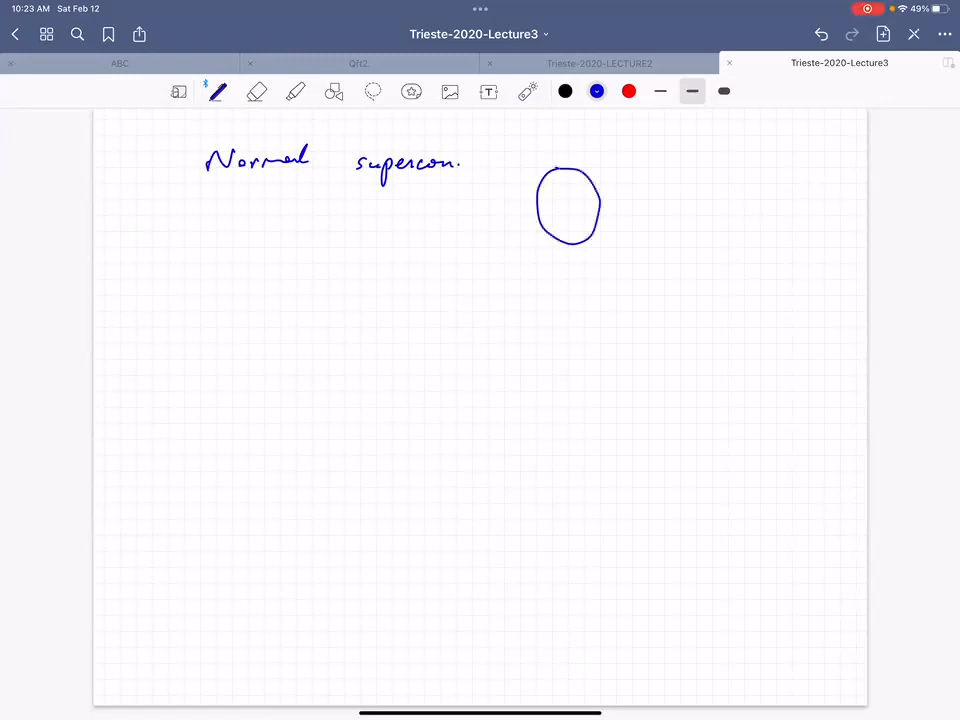 10:23 AM Sat Feb 12 49%
Trieste-2020-Lecture3
ABC Qft2. Trieste-2020-LECTURE2 Trieste-2020-Lecture3
T
Normal supercon.